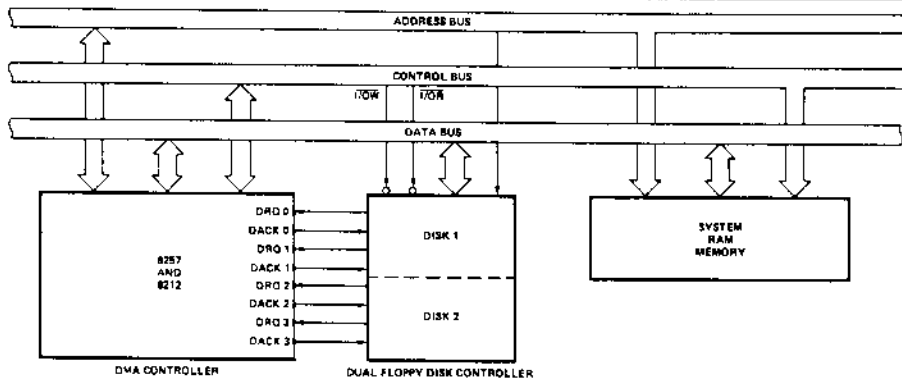 ADDRESS BUS
CONTROL BUS
I/OW I/OR
DATA BUS
DRQ 0
DACK 0
DRQ 1
DACK 1
DRQ 2
DACK 2
DRQ 3
DACK 3
8257
AND
8212
DISK 1
DISK 2
SYSTEM
RAM
MEMORY
DMA CONTROLLER
DUAL FLOPPY DISK CONTROLLER